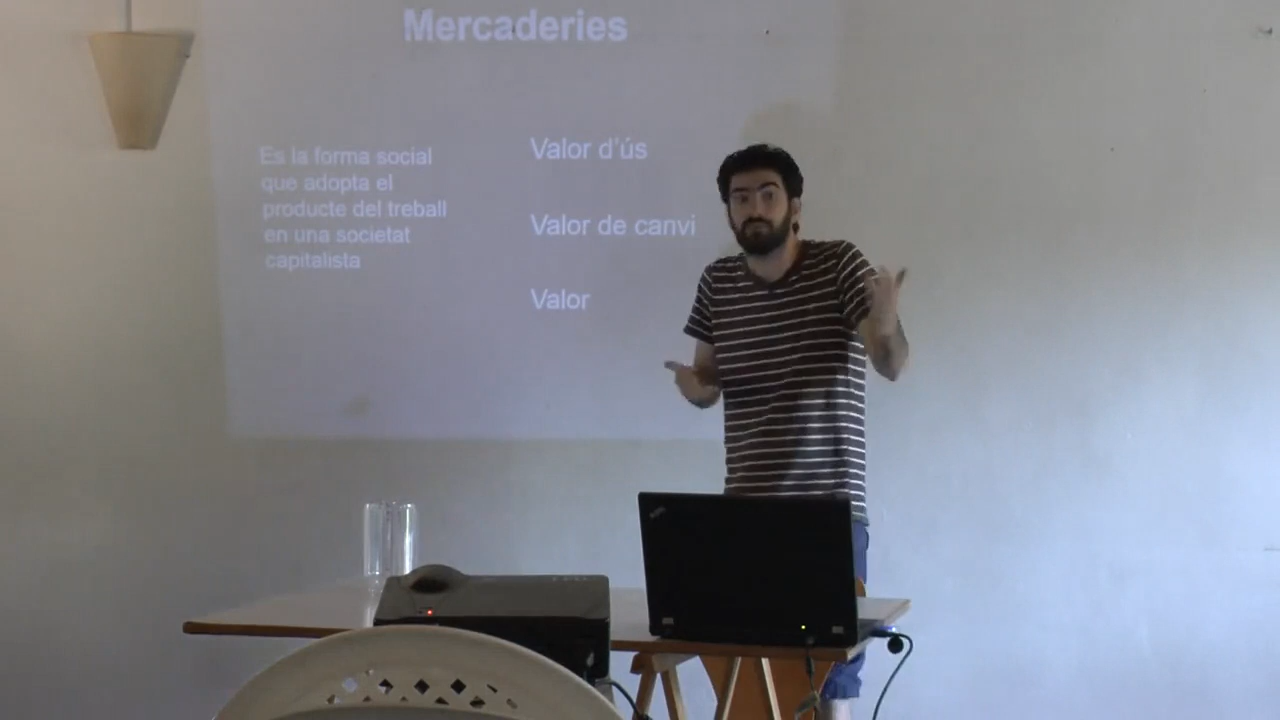 Mercaderies
Es la forma social
que adopta el
producte del treball
en una societat
capitalista
Valor d'ús
Valor de canvi
Valor